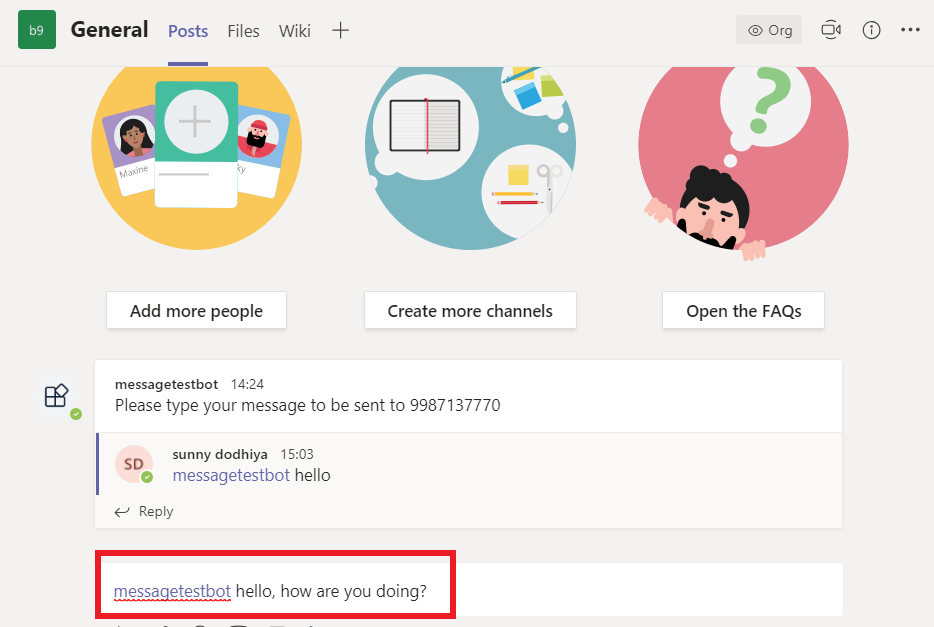 b9 General Posts Files Wiki Org
Maxine ky
Add more people Create more channels Open the FAQs
messagetestbot 14:24
Please type your message to be sent to 9987137770
SD sunny dodhiya 15:03
messagetestbot hello
Reply
messagetestbot hello, how are you doing?